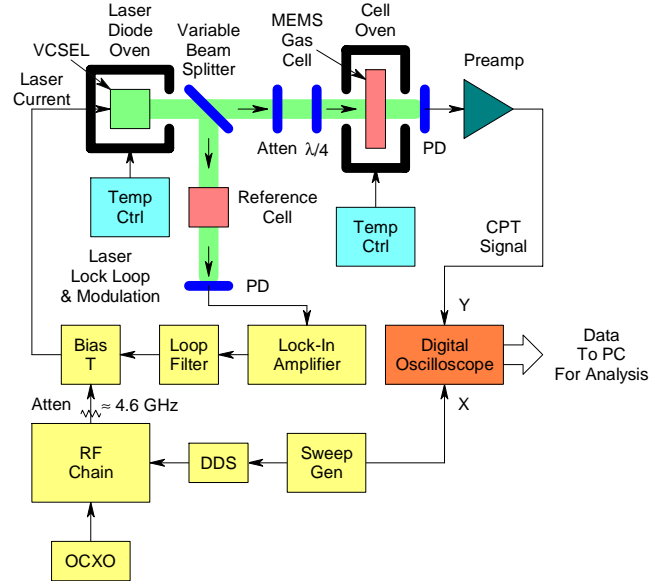 Laser
Diode
Oven
VCSEL
Laser
Current
Variable
Beam
Splitter
MEMS
Gas
Cell
Cell
Oven
Preamp
Atten
λ/4
PD
Temp
Ctrl
Reference
Cell
Temp
Ctrl
CPT
Signal
Laser
Lock Loop
& Modulation
PD
Y
Bias
T
Loop
Filter
Lock-In
Amplifier
Digital
Oscilloscope
Data
To PC
For Analysis
X
Atten
≈ 4.6 GHz
RF
Chain
DDS
Sweep
Gen
OCXO